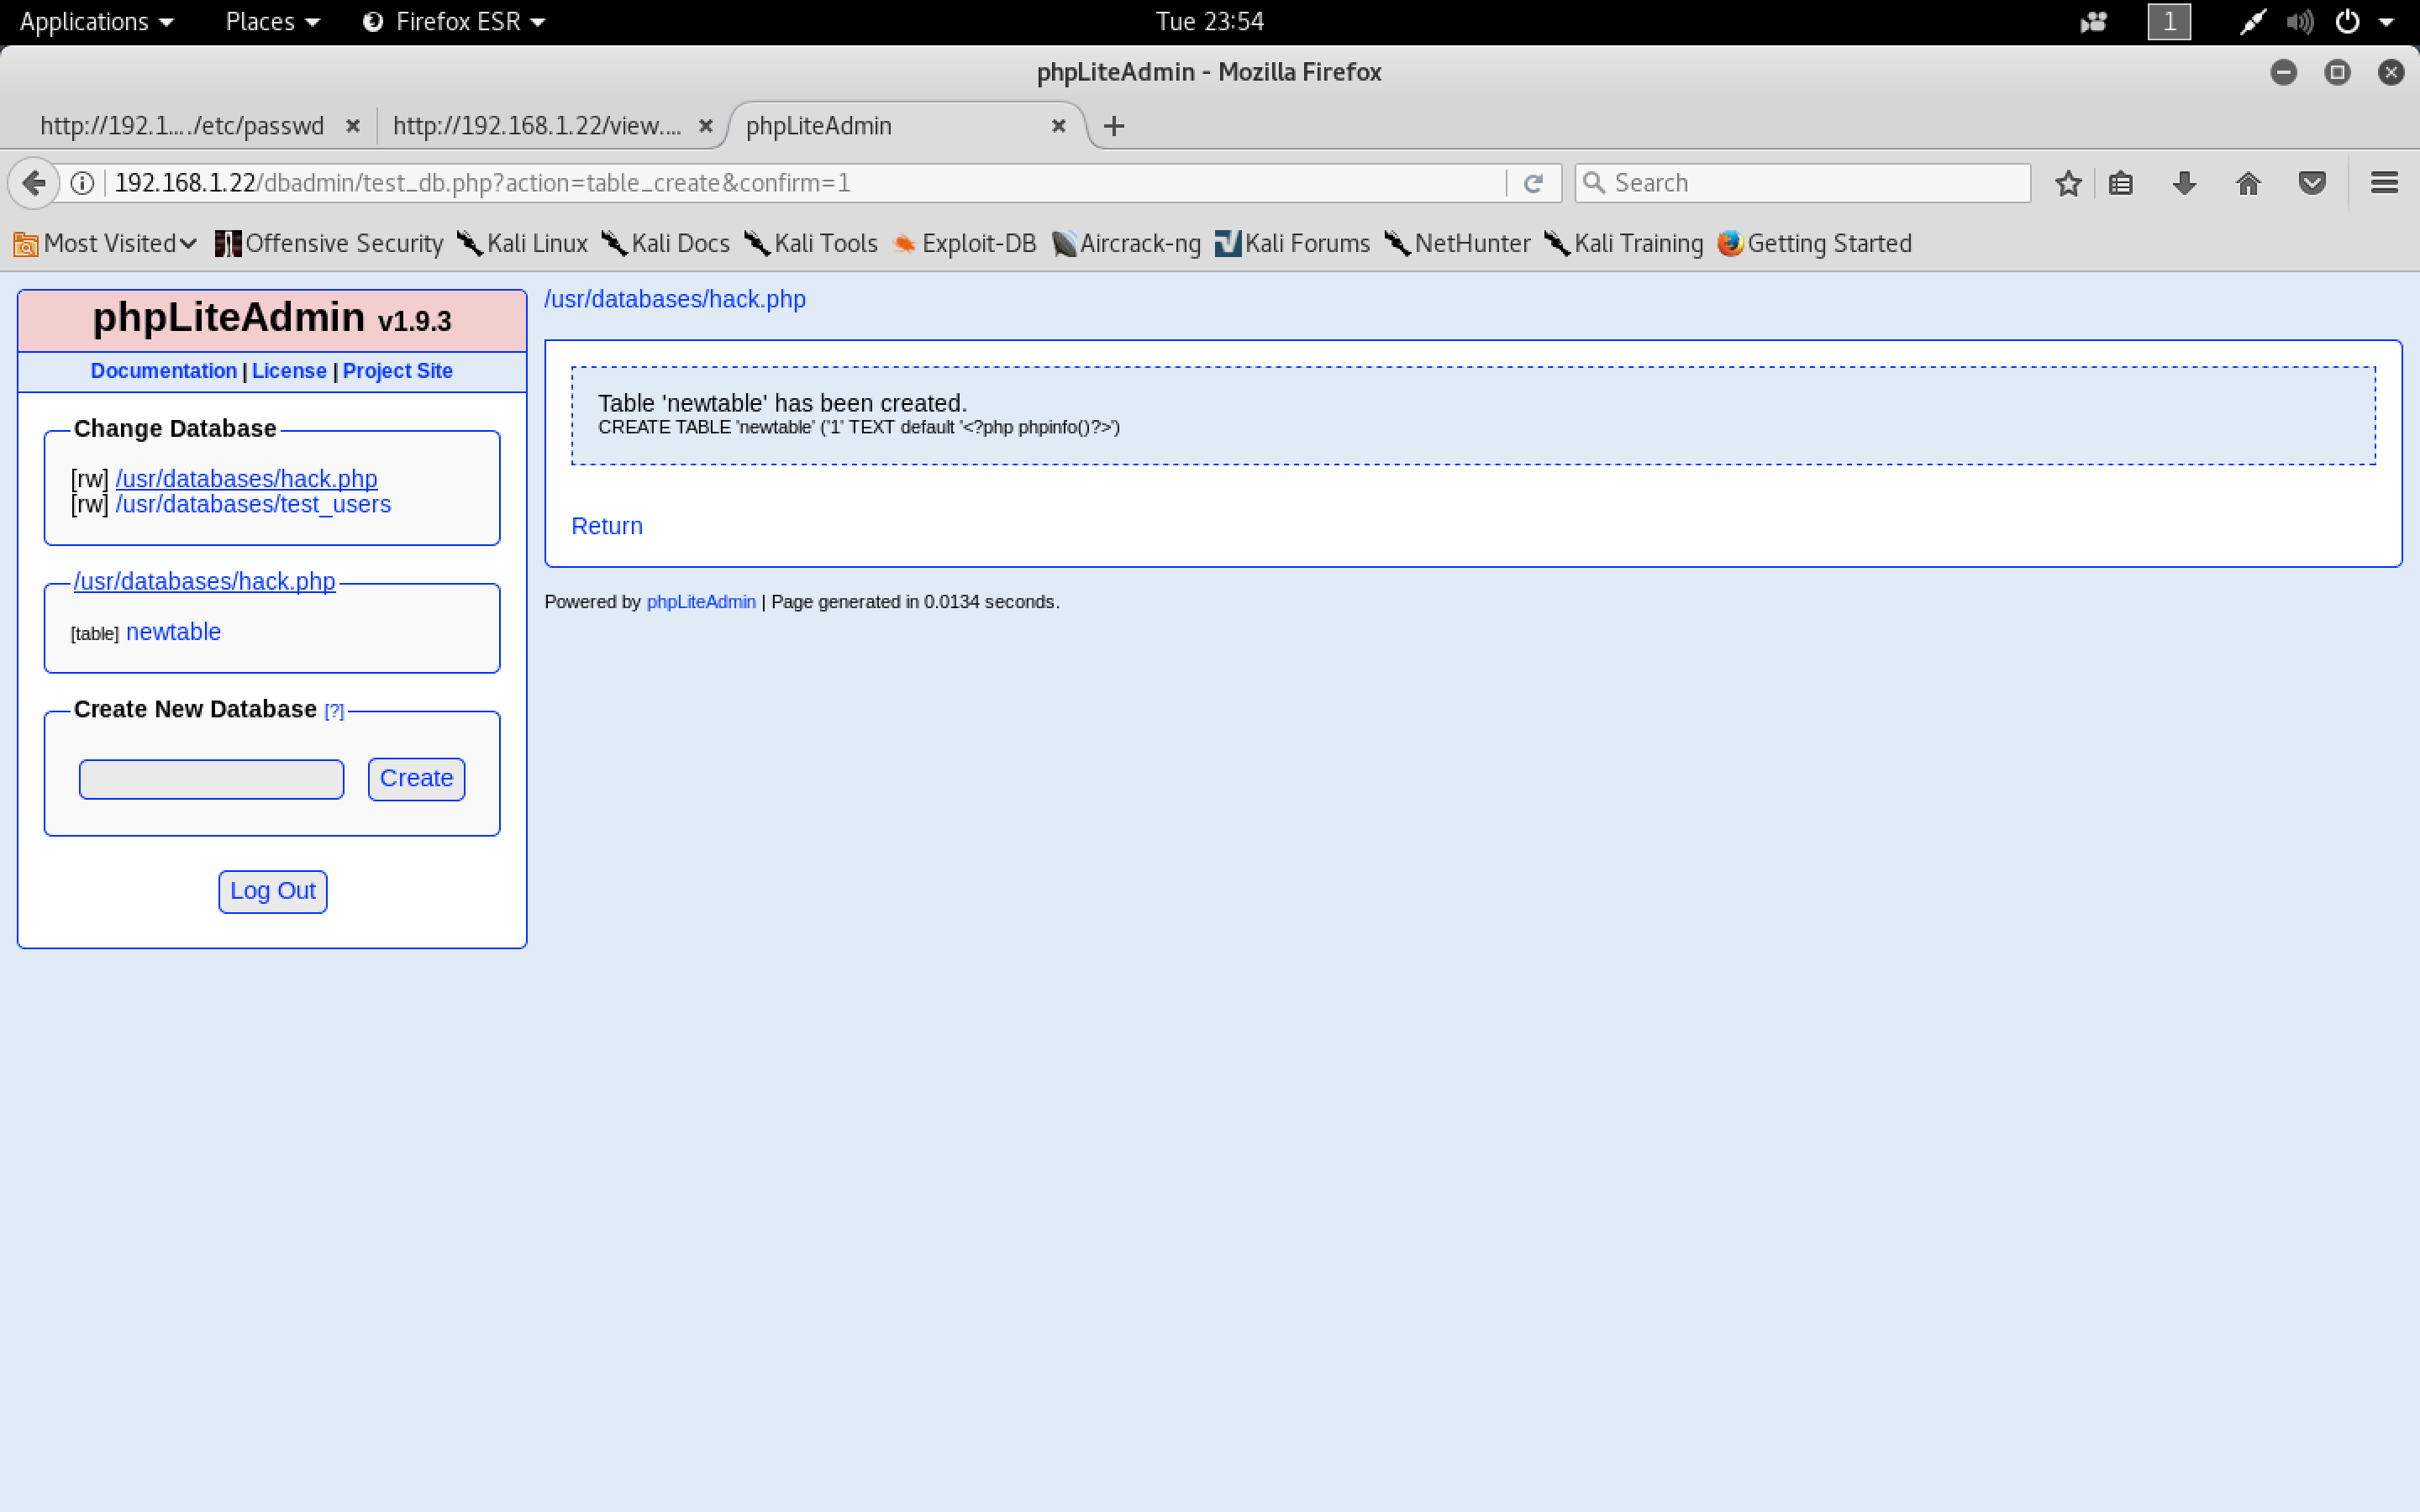 Applications Places Firefox ESR Tue 23:54 1
phpLiteAdmin - Mozilla Firefox
http://192.1..../etc/passwd http://192.168.1.22/view.... phpLiteAdmin
192.168.1.22/dbadmin/test_db.php?action=table_create&confirm=1 Search
Most Visited Offensive Security Kali Linux Kali Docs Kali Tools Exploit-DB Aircrack-ng Kali Forums NetHunter Kali Training Getting Started
phpLiteAdmin v1.9.3
Documentation | License | Project Site
Change Database
[rw] /usr/databases/hack.php
[rw] /usr/databases/test_users
/usr/databases/hack.php
[table] newtable
Create New Database [?]
Create
Log Out
/usr/databases/hack.php
Table 'newtable' has been created.
CREATE TABLE 'newtable' ('1' TEXT default '<?php phpinfo()?>')
Return
Powered by phpLiteAdmin | Page generated in 0.0134 seconds.